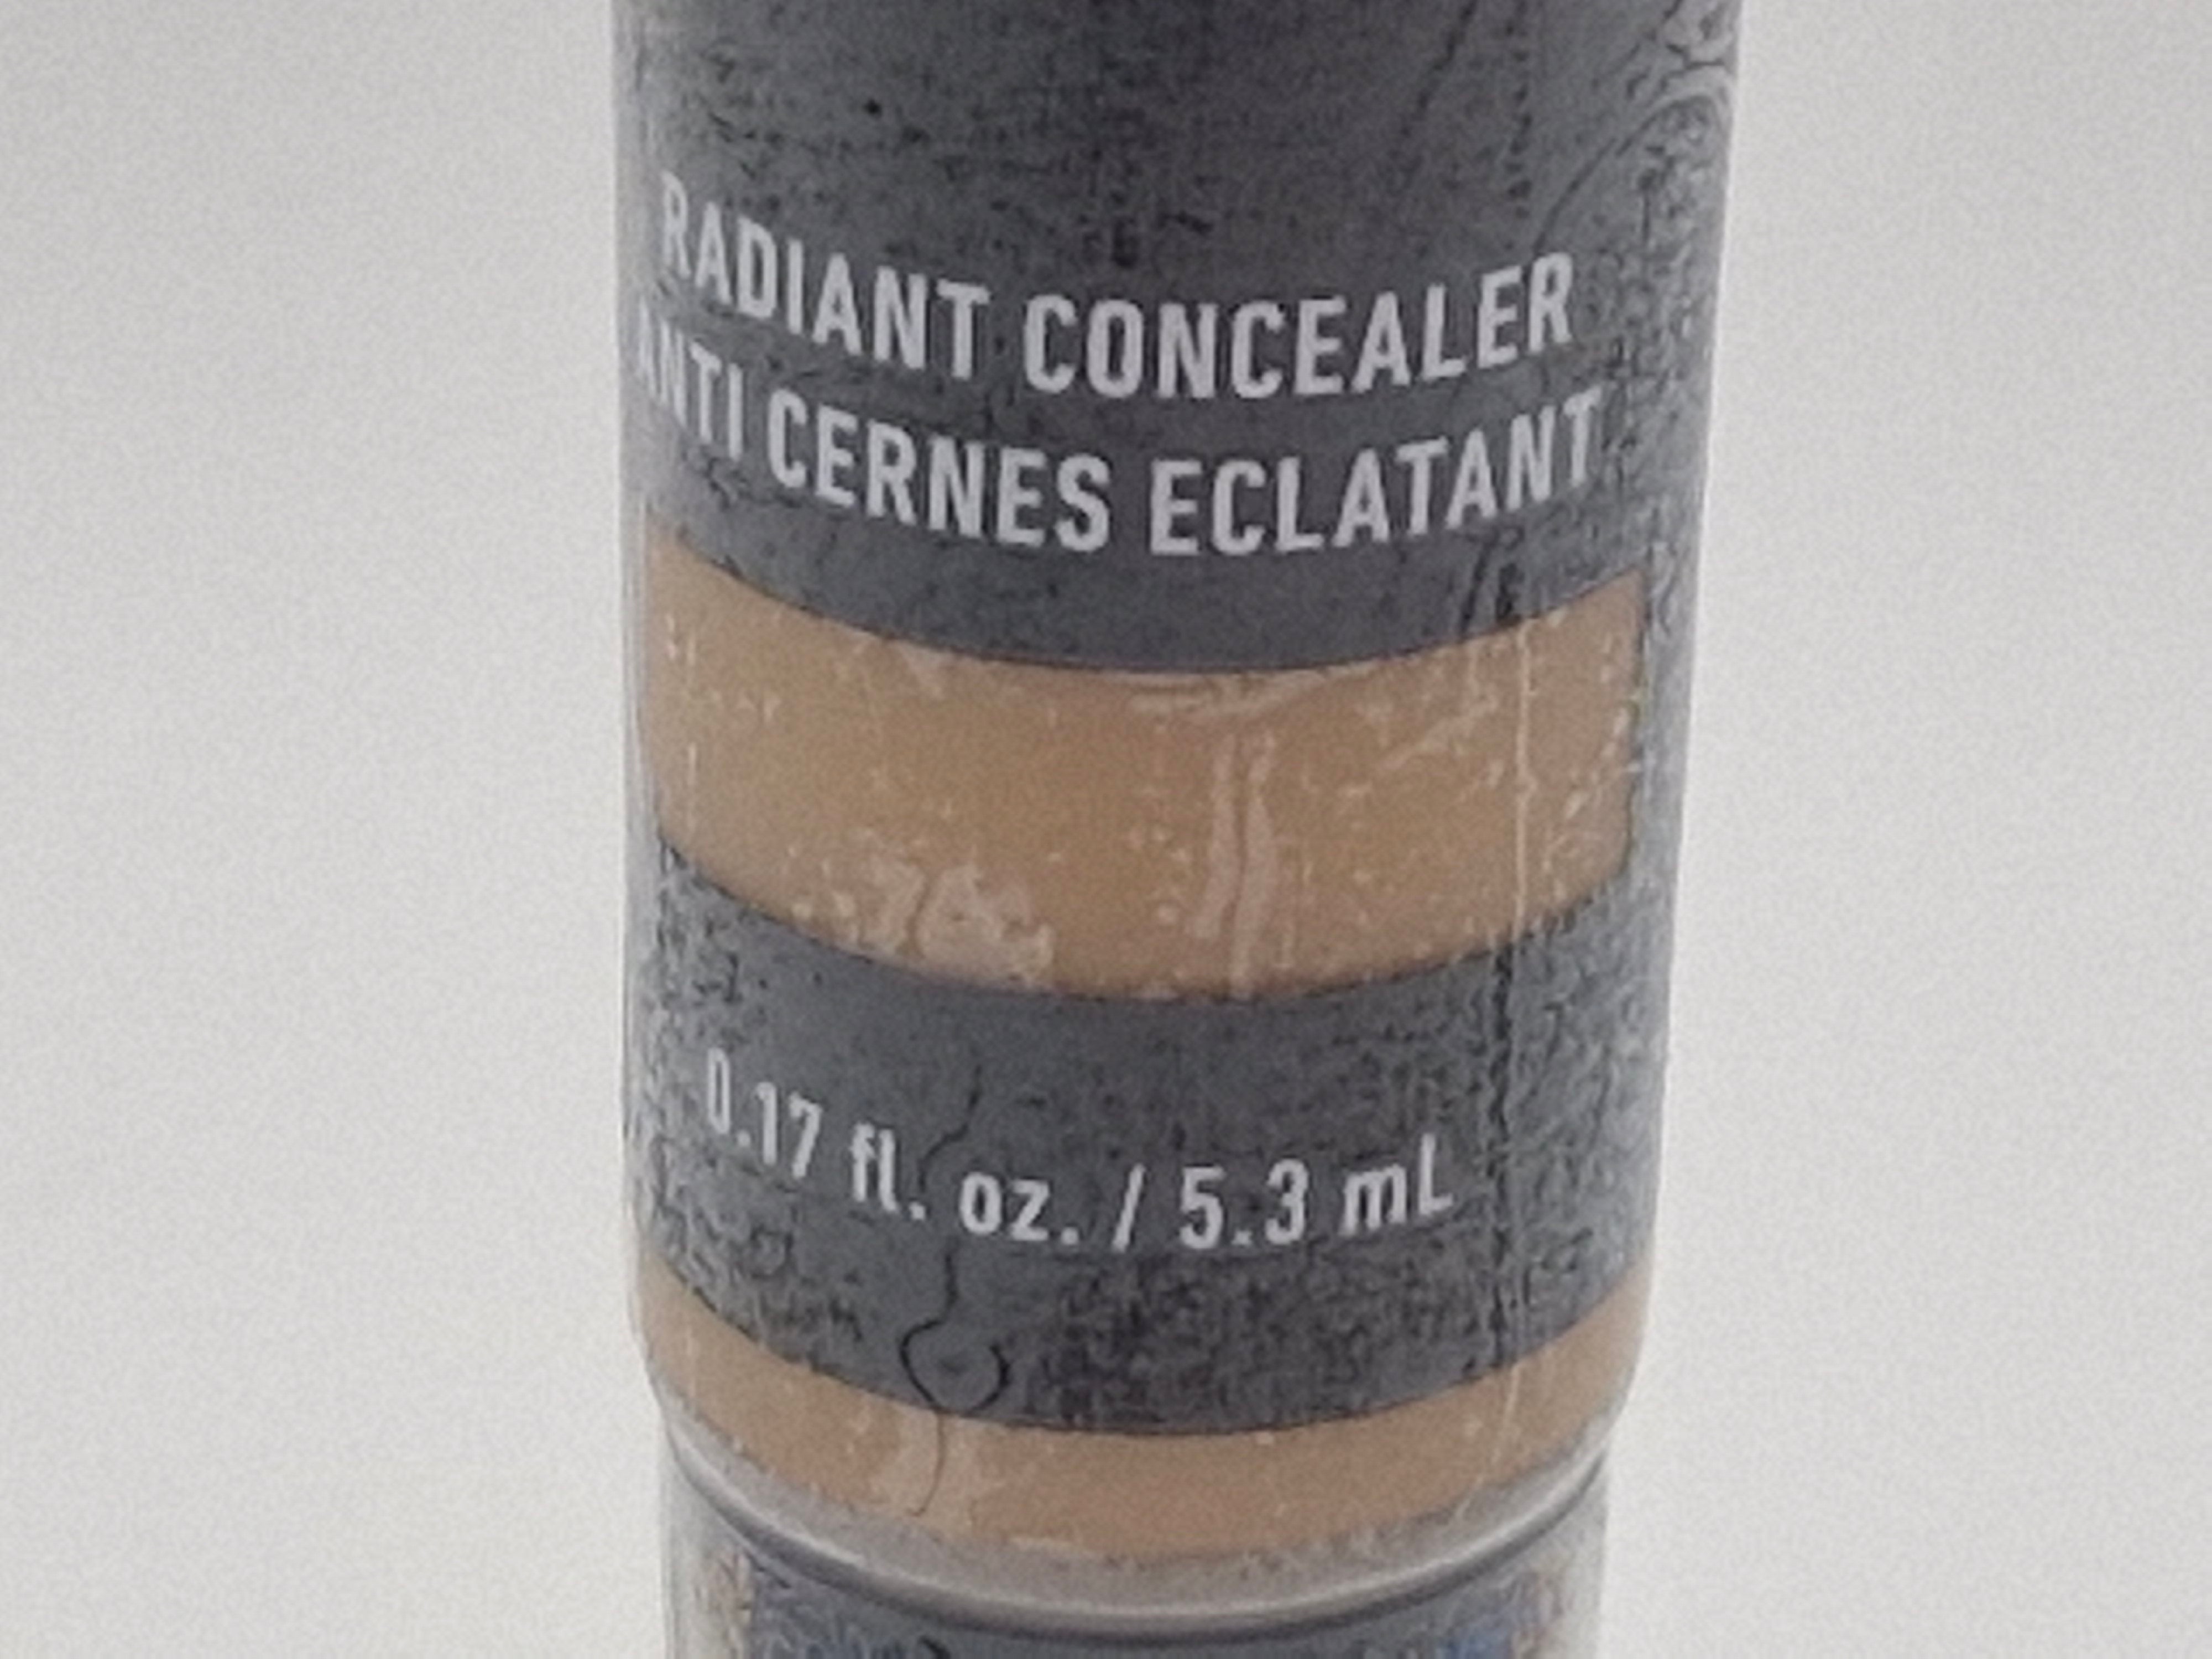 RADIANT CONCEALER
ANTI CERNES ECLATANT
0.17 fl. oz. / 5.3 mL